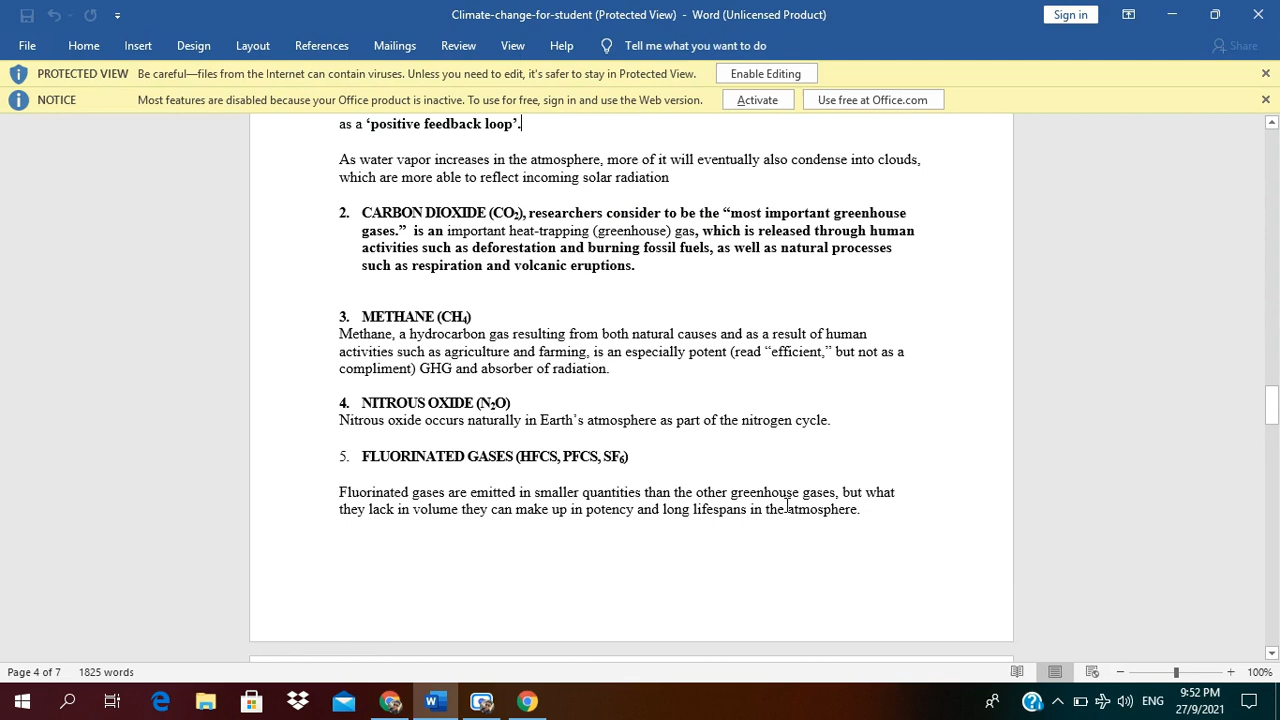 Climate-change-for-student (Protected View) - Word (Unlicensed Product)
Sign in
File Home Insert Design Layout References Mailings Review View Help Tell me what you want to do Share
PROTECTED VIEW Be careful—files from the Internet can contain viruses. Unless you need to edit, it's safer to stay in Protected View. Enable Editing
NOTICE Most features are disabled because your Office product is inactive. To use for free, sign in and use the Web version. Activate Use free at Office.com
as a ‘positive feedback loop’.
As water vapor increases in the atmosphere, more of it will eventually also condense into clouds,
which are more able to reflect incoming solar radiation
2. CARBON DIOXIDE (CO₂), researchers consider to be the “most important greenhouse
gases.” is an important heat-trapping (greenhouse) gas, which is released through human
activities such as deforestation and burning fossil fuels, as well as natural processes
such as respiration and volcanic eruptions.
3. METHANE (CH₄)
Methane, a hydrocarbon gas resulting from both natural causes and as a result of human
activities such as agriculture and farming, is an especially potent (read “efficient,” but not as a
compliment) GHG and absorber of radiation.
4. NITROUS OXIDE (N₂O)
Nitrous oxide occurs naturally in Earth’s atmosphere as part of the nitrogen cycle.
5. FLUORINATED GASES (HFCS, PFCS, SF₆)
Fluorinated gases are emitted in smaller quantities than the other greenhouse gases, but what
they lack in volume they can make up in potency and long lifespans in the atmosphere.
Page 4 of 7 1825 words 100%
ENG
9:52 PM
27/9/2021